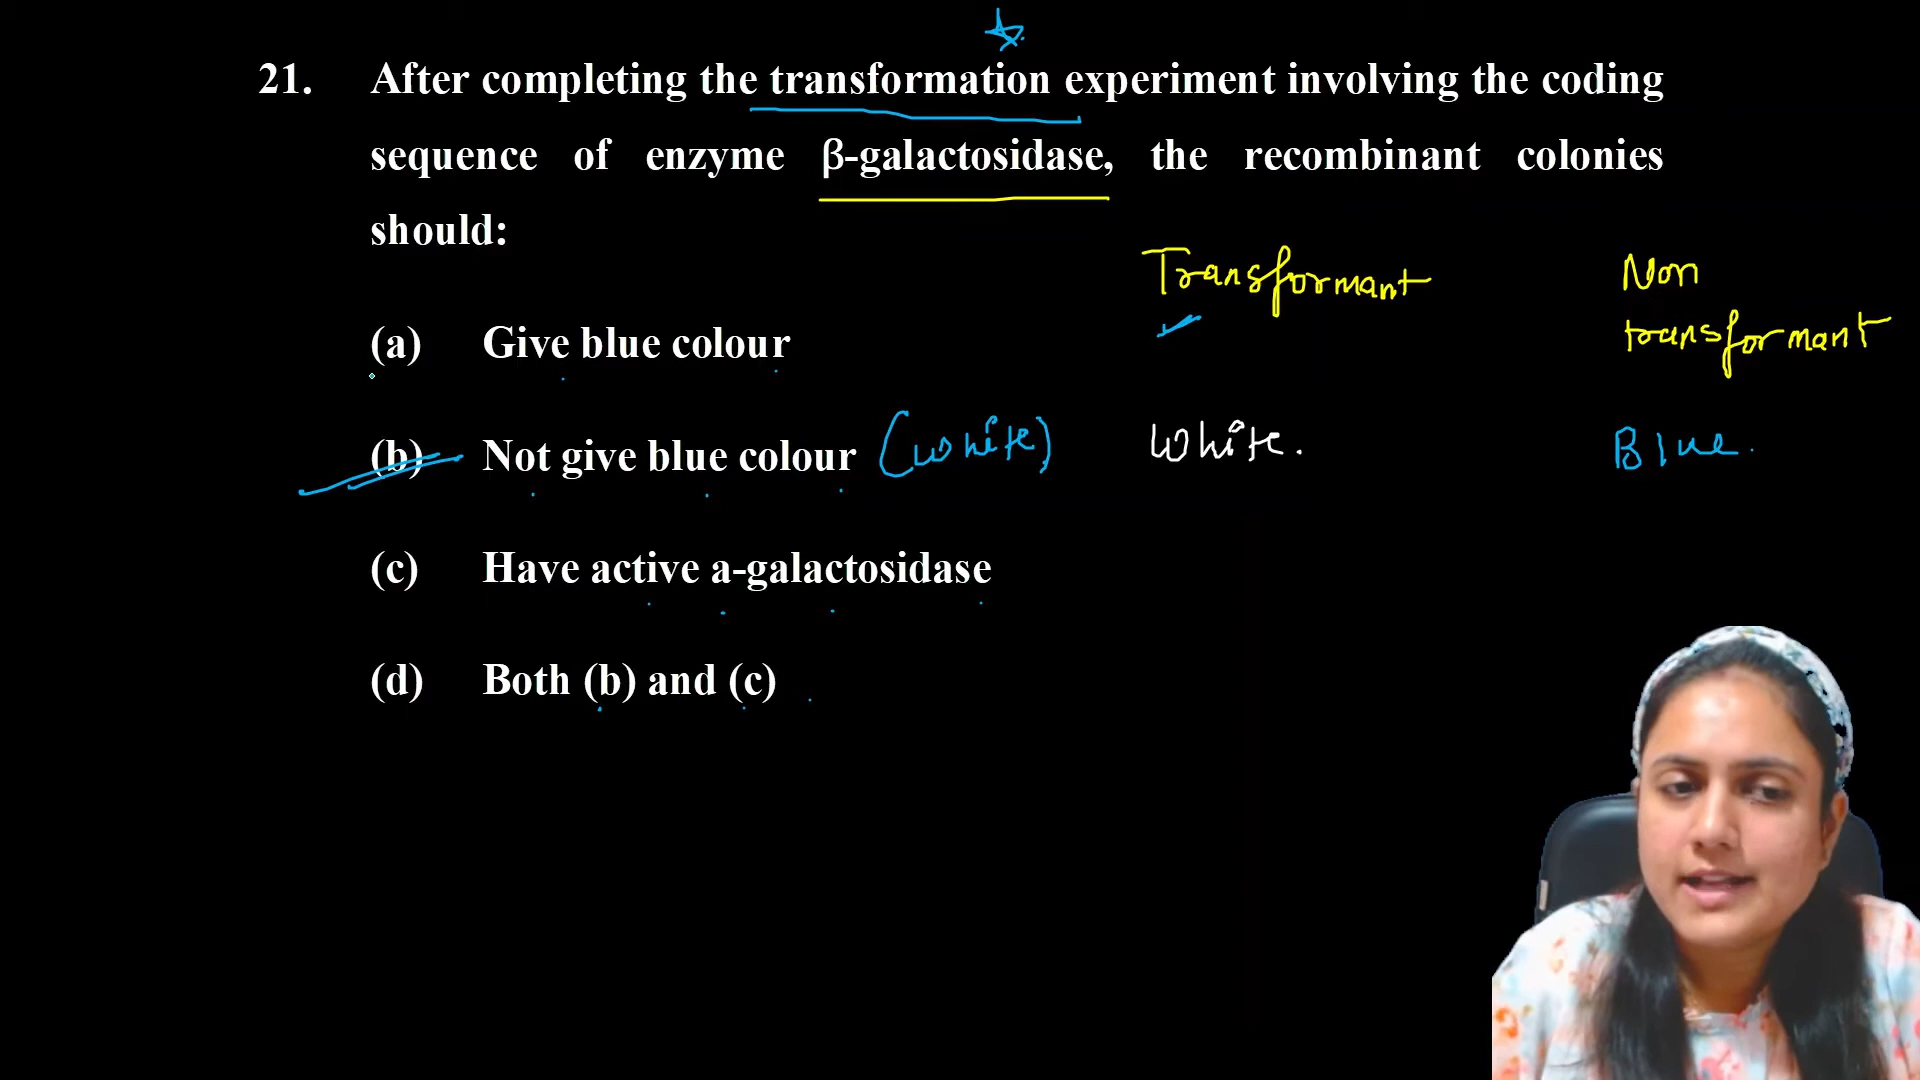 21. After completing the transformation experiment involving the coding
sequence of enzyme β-galactosidase, the recombinant colonies
should:
Transformant
Non
transformant
(a) Give blue colour
(b) Not give blue colour (white) White. Blue.
(c) Have active a-galactosidase
(d) Both (b) and (c)